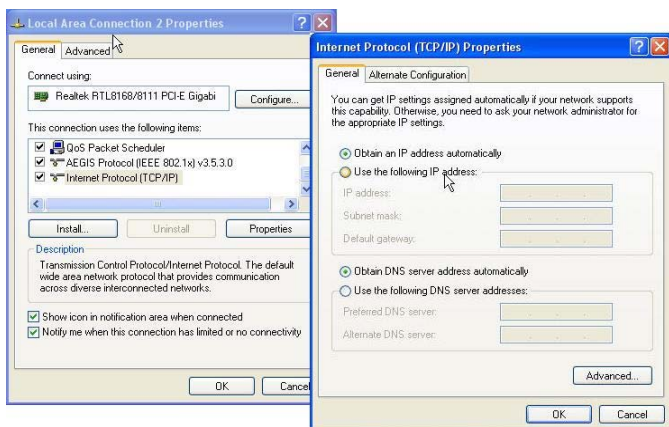 Local Area Connection 2 Properties
General Advanced
Connect using:
Realtek RTL8168/8111 PCI-E Gigabi
Configure...
This connection uses the following items:
QoS Packet Scheduler
AEGIS Protocol (IEEE 802.1x) v3.5.3.0
Internet Protocol (TCP/IP)
Install... Uninstall Properties
Description
Transmission Control Protocol/Internet Protocol. The default
wide area network protocol that provides communication
across diverse interconnected networks.
Show icon in notification area when connected
Notify me when this connection has limited or no connectivity
OK Cancel
Internet Protocol (TCP/IP) Properties
General Alternate Configuration
You can get IP settings assigned automatically if your network supports
this capability. Otherwise, you need to ask your network administrator for
the appropriate IP settings.
Obtain an IP address automatically
Use the following IP address:
IP address:
Subnet mask:
Default gateway:
Obtain DNS server address automatically
Use the following DNS server addresses:
Preferred DNS server:
Alternate DNS server:
Advanced...
OK Cancel